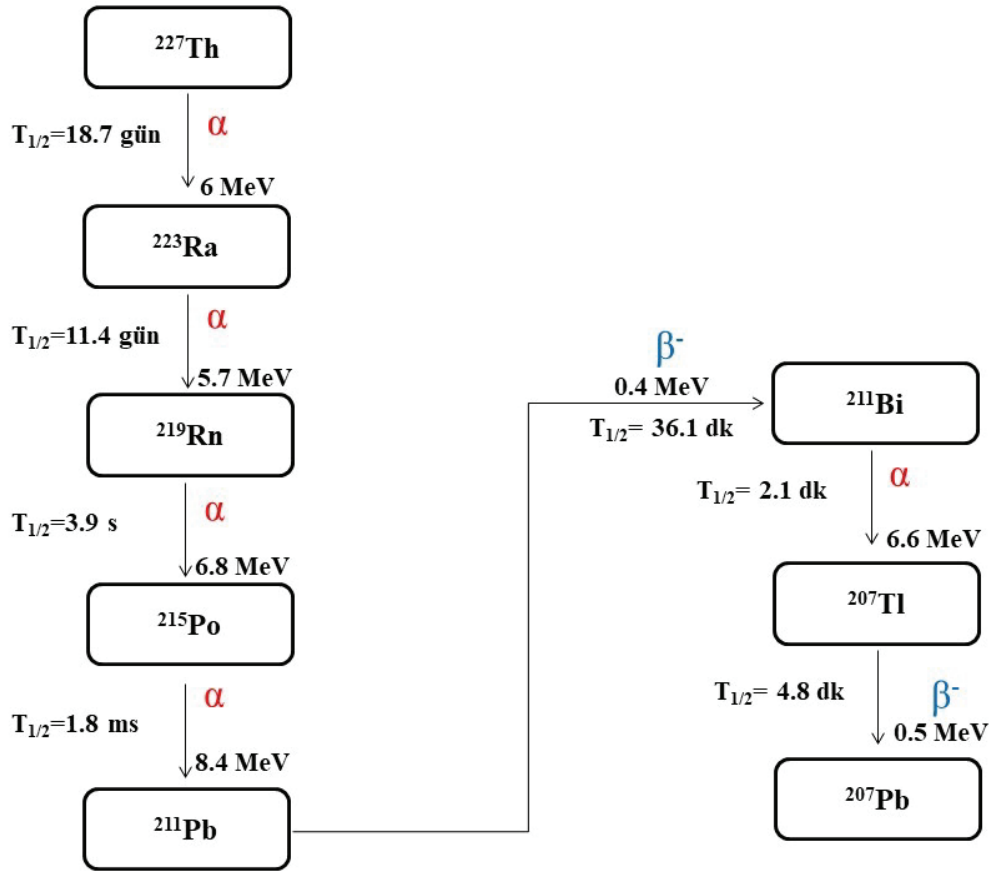 ²²⁷Th
T₁/₂=18.7 gün
α
6 MeV
²²³Ra
T₁/₂=11.4 gün
α
5.7 MeV
²¹⁹Rn
T₁/₂=3.9 s
α
6.8 MeV
²¹⁵Po
T₁/₂=1.8 ms
α
8.4 MeV
²¹¹Pb
β⁻
0.4 MeV
T₁/₂= 36.1 dk
²¹¹Bi
T₁/₂= 2.1 dk
α
6.6 MeV
²⁰⁷Tl
T₁/₂= 4.8 dk
β⁻
0.5 MeV
²⁰⁷Pb